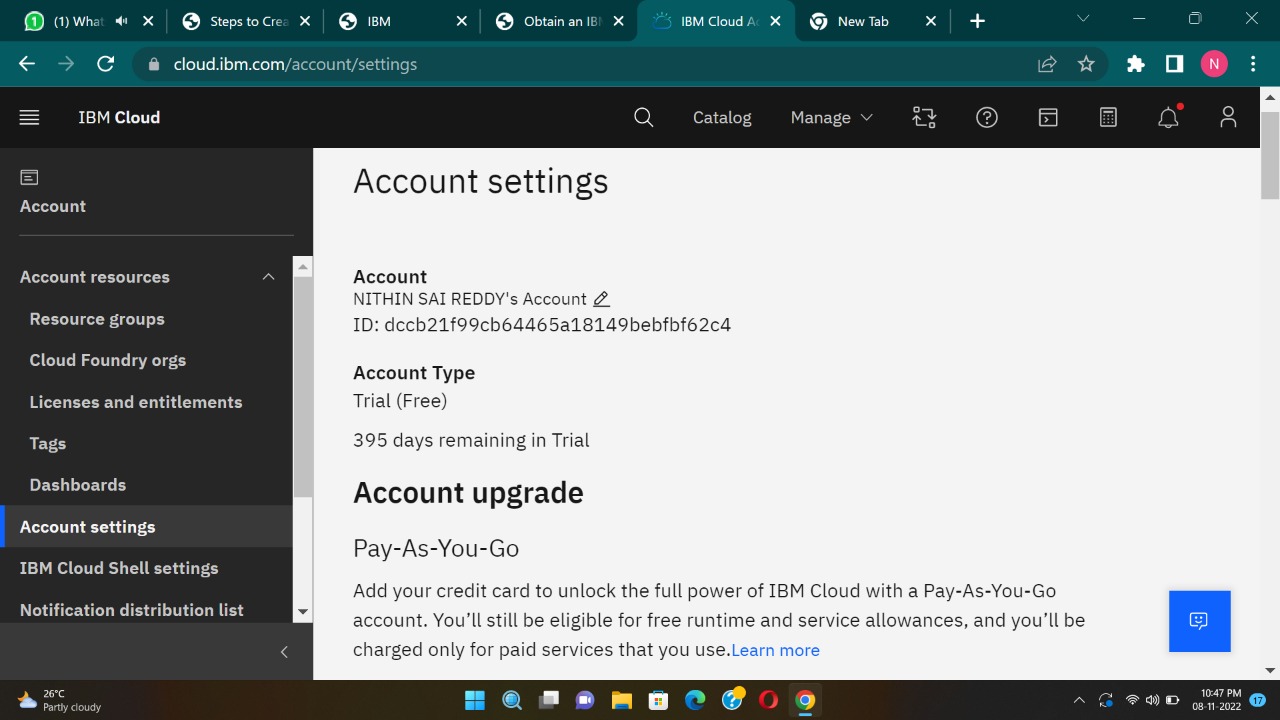 1
(1) What
Steps to Crea
IBM
Obtain an IB
IBM Cloud Ac
New Tab
cloud.ibm.com/account/settings
N
IBM Cloud
Catalog
Manage
Account
Account resources
Resource groups
Cloud Foundry orgs
Licenses and entitlements
Tags
Dashboards
Account settings
IBM Cloud Shell settings
Notification distribution list
Account settings
Account
NITHIN SAI REDDY's Account
ID: dccb21f99cb64465a18149bebfbf62c4
Account Type
Trial (Free)
395 days remaining in Trial
Account upgrade
Pay-As-You-Go
Add your credit card to unlock the full power of IBM Cloud with a Pay-As-You-Go
account. You’ll still be eligible for free runtime and service allowances, and you’ll be
charged only for paid services that you use.Learn more
26°C
Partly cloudy
10:47 PM
08-11-2022
17